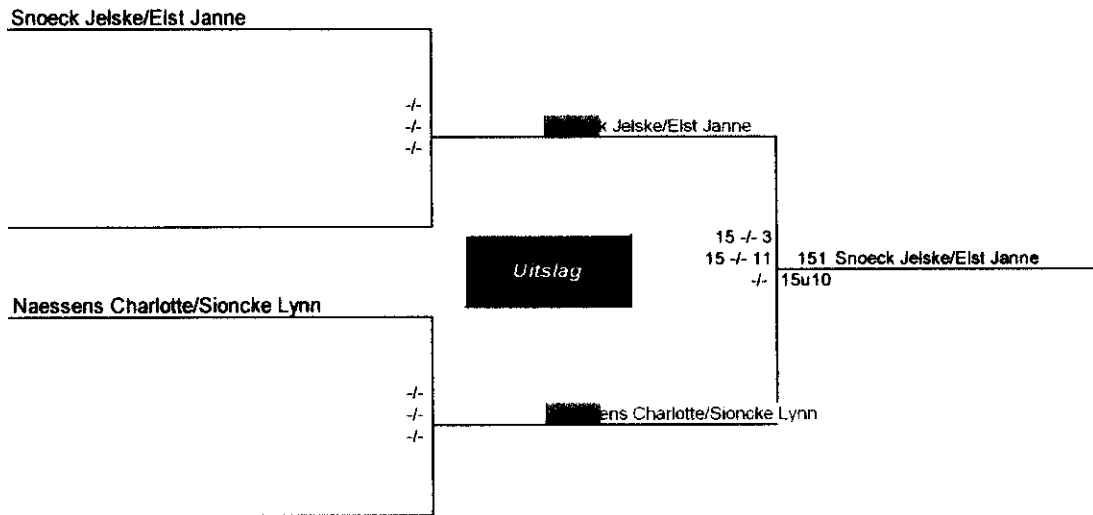 Snoeck Jelske/Elst Janne
-/-
-/-
-/-
k Jelske/Elst Janne
15 -/- 3
15 -/- 11
-/-
151 Snoeck Jelske/Elst Janne
15u10
Uitslag
Naessens Charlotte/Sioncke Lynn
-/-
-/-
-/-
ens Charlotte/Sioncke Lynn